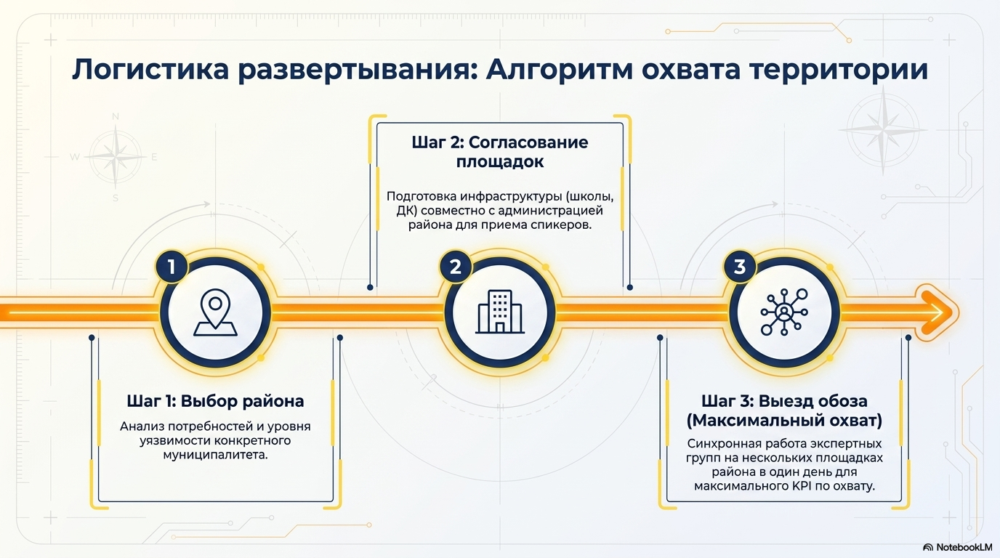 Логистика развертывания: Алгоритм охвата территории
N
W
E
S
1
Шаг 1: Выбор района
Анализ потребностей и уровня
уязвимости конкретного
муниципалитета.
2
Шаг 2: Согласование
площадок
Подготовка инфраструктуры (школы,
ДК) совместно с администрацией
района для приема спикеров.
3
Шаг 3: Выезд обоза
(Максимальный охват)
Синхронная работа экспертных
групп на нескольких площадках
района в один день для
максимального KPI по охвату.
NotebookLM